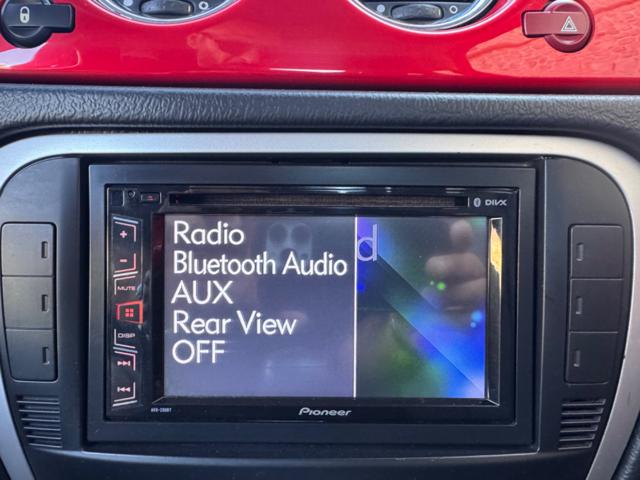 DIVX
Radio
d
Bluetooth Audio
AUX
Rear View
OFF
MUTE
DISP
Pioneer